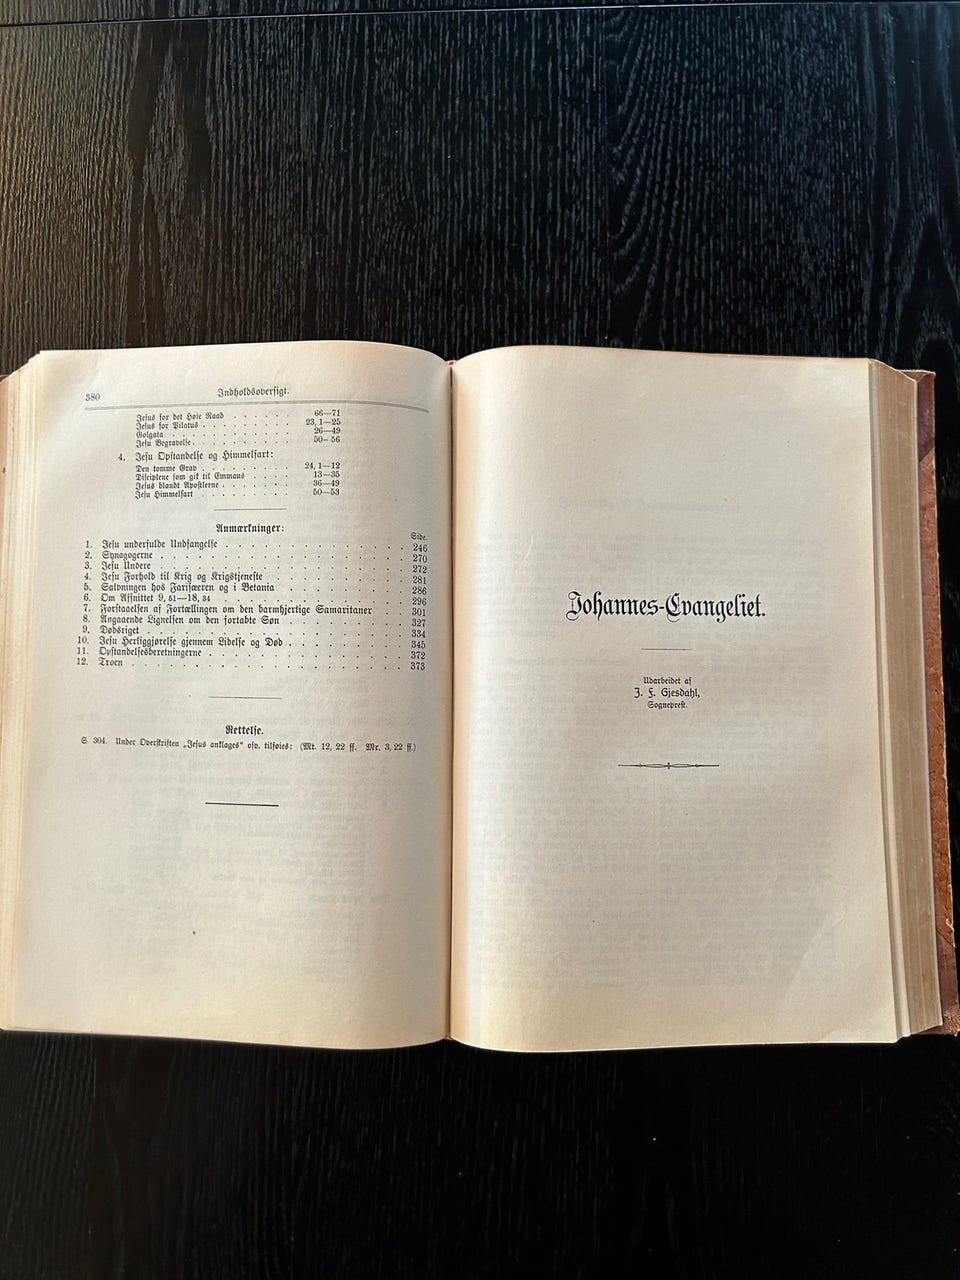 380
Indholdsoversigt.
Jesus for det Høie Raad . . . . . . 66—71
Jesus for Pilatus . . . . . . . . 23, 1—25
Golgata . . . . . . . . . . . 26—49
Jesu Begravelse. . . . . . . . . 50—56
4. Jesu Opstandelse og Himmelfart:
Den tomme Grav . . . . . . . . 24, 1—12
Disciplene som gik til Emmaus . . . . 13—35
Jesus blandt Apostlerne . . . . . . 36—49
Jesu Himmelfart . . . . . . . . 50—53
Anmærkninger:
Side.
1. Jesu underfulde Undfangelse . . . . . . . . . . . 246
2. Synagogerne . . . . . . . . . . . . . . . 270
3. Jesu Undere . . . . . . . . . . . . . . . 272
4. Jesu Forhold til Krig og Krigstjeneste . . . . . . . . 281
5. Salvningen hos Farisæeren og i Betania . . . . . . . 286
6. Om Afsnittet 9, 51—18, 34 . . . . . . . . . . . 296
7. Forstaaelsen af Fortællingen om den barmhjertige Samaritaner . . 301
8. Angaaende Lignelsen om den fortabte Søn . . . . . . . 327
9. Dødsriget . . . . . . . . . . . . . . . . 334
10. Jesu Herliggjørelse gjennem Lidelse og Død . . . . . . . 345
11. Opstandelsesberetningerne . . . . . . . . . . . 372
12. Troen . . . . . . . . . . . . . . . . . 373
Rettelse.
S. 304. Under Overskriften „Jesus anklages“ osv. tilføies: (Mt. 12, 22 ff. Mr. 3, 22 ff.)
Johannes-Evangeliet.
Udarbeidet af
J. F. Gjesdahl,
Sogneprest.